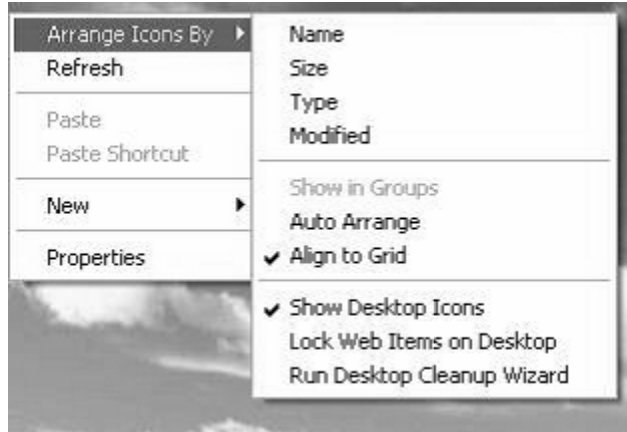 Arrange Icons By
Refresh
Paste
Paste Shortcut
New
Properties
Name
Size
Type
Modified
Show in Groups
Auto Arrange
Align to Grid
Show Desktop Icons
Lock Web Items on Desktop
Run Desktop Cleanup Wizard